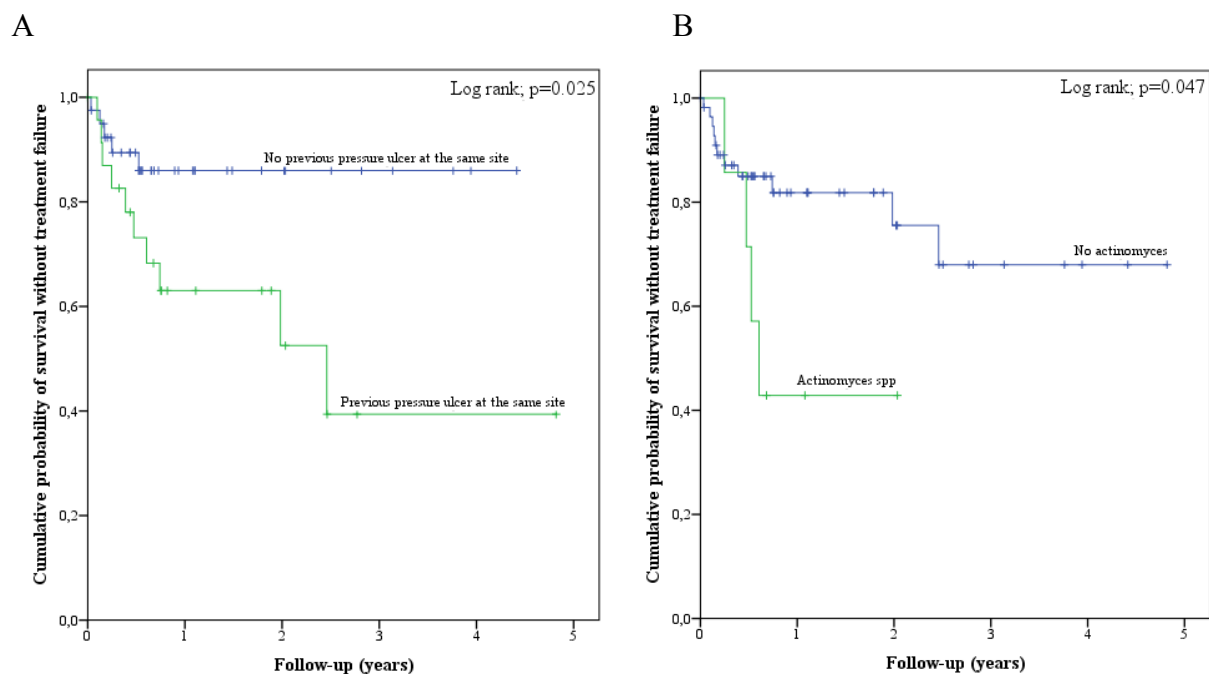 A
Log rank; p=0.025
Cumulative probability of survival without treatment failure
1,0
0,8
0,6
0,4
0,2
0,0
No previous pressure ulcer at the same site
Previous pressure ulcer at the same site
0 1 2 3 4 5
Follow-up (years)
B
Log rank; p=0.047
Cumulative probability of survival without treatment failure
1,0
0,8
0,6
0,4
0,2
0,0
No actinomyces
Actinomyces spp
0 1 2 3 4 5
Follow-up (years)